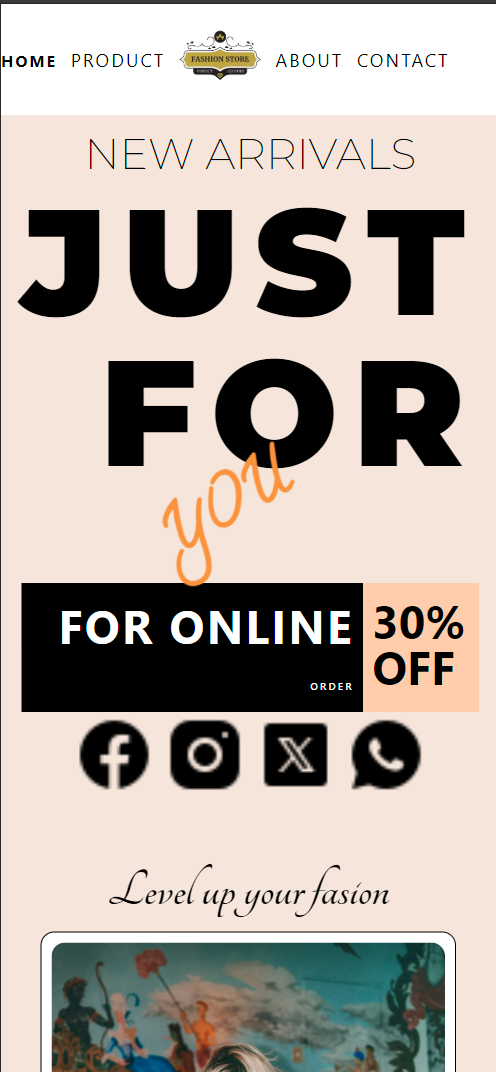 HOME PRODUCT FASHION STORE ABOUT CONTACT
NEW ARRIVALS
JUST
FOR
you
FOR ONLINE
ORDER
30%
OFF
Level up your fasion